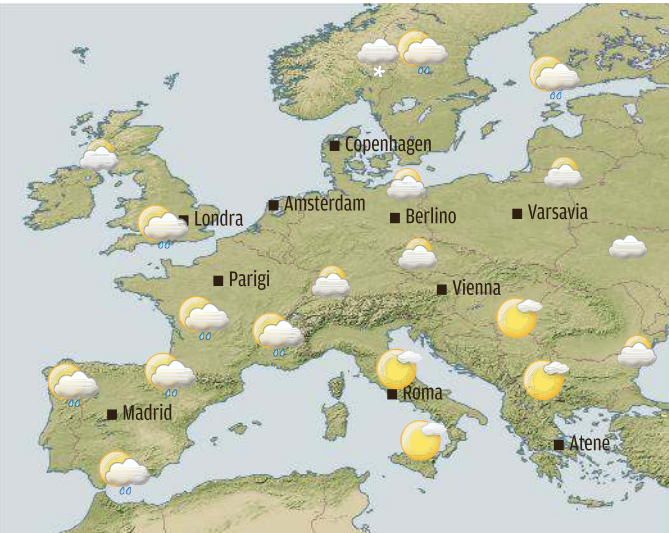 Copenhagen
Amsterdam
Londra
Berlino
Varsavia
Parigi
Vienna
Roma
Madrid
Atene